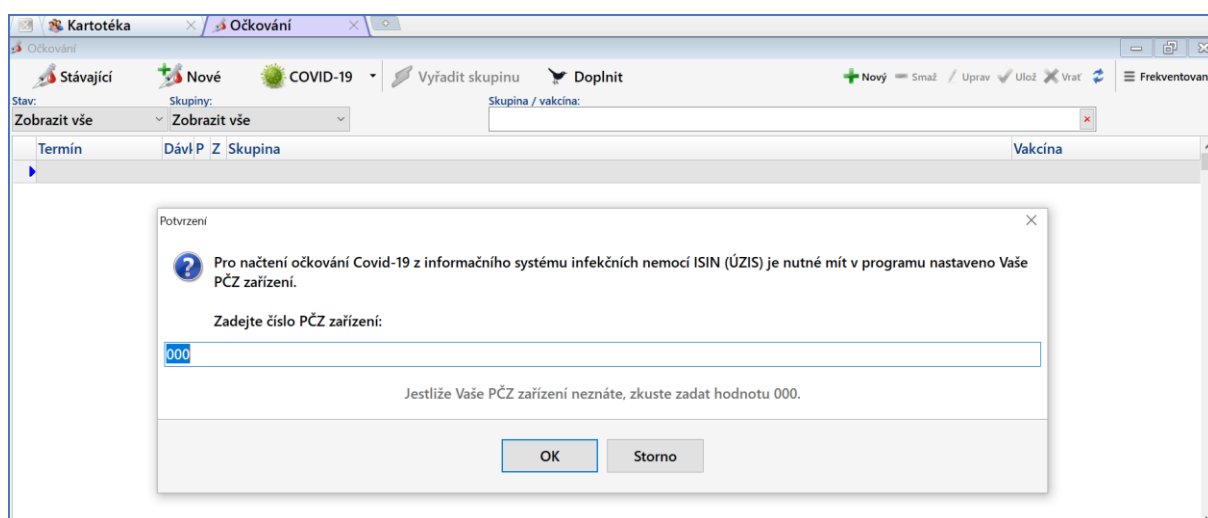 Kartotéka Očkování
Očkování
Stávající Nové COVID-19 Vyřadit skupinu Doplnit Nový Smaž Uprav Ulož Vrať Frekventovan
Stav: Skupiny: Skupina / vakcína:
Zobrazit vše Zobrazit vše
Termín Dávk P Z Skupina Vakcína
Potvrzení
Pro načtení očkování Covid-19 z informačního systému infekčních nemocí ISIN (ÚZIS) je nutné mít v programu nastaveno Vaše
PČZ zařízení.
Zadejte číslo PČZ zařízení:
000
Jestliže Vaše PČZ zařízení neznáte, zkuste zadat hodnotu 000.
OK Storno